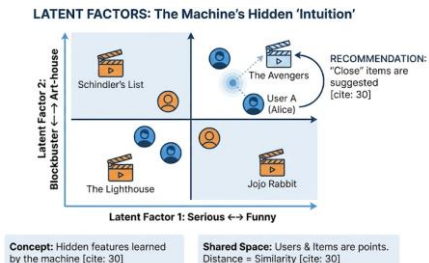 LATENT FACTORS: The Machine's Hidden 'Intuition'
Latent Factor 2:
Blockbuster ←→ Art-house
Schindler's List
The Avengers
User A
(Alice)
RECOMMENDATION:
"Close" items are
suggested
[cite: 30]
The Lighthouse
Jojo Rabbit
Latent Factor 1: Serious ←→ Funny
Concept: Hidden features learned
by the machine [cite: 30]
Shared Space: Users & Items are points.
Distance = Similarity [cite: 30]